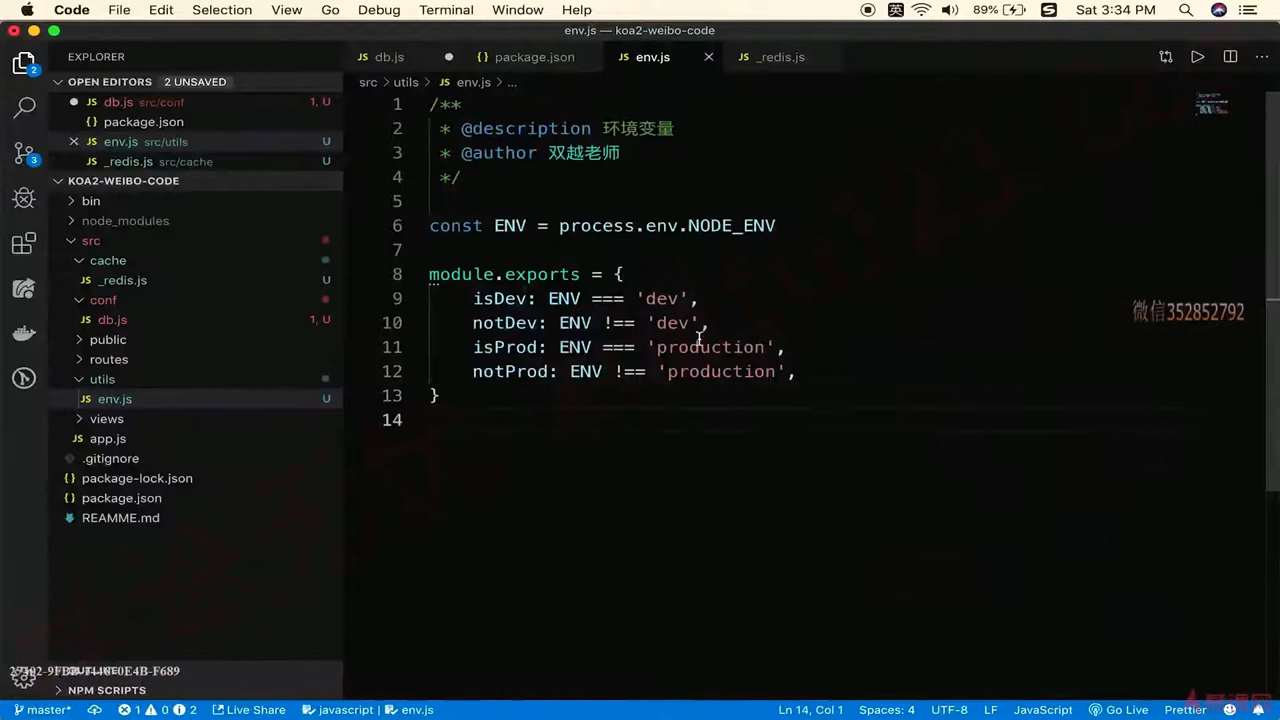 Code File Edit Selection View Go Debug Terminal Window Help 英 89% Sat 3:34 PM
env.js — koa2-weibo-code
EXPLORER
JS db.js
{ } package.json
JS env.js
JS _redis.js
OPEN EDITORS 2 UNSAVED
src > utils > JS env.js > ...
JS db.js src/conf 1, U
{ } package.json
JS env.js src/utils U
JS _redis.js src/cache U
KOA2-WEIBO-CODE
bin
node_modules
src
cache
JS _redis.js U
conf
JS db.js 1, U
public
routes
utils
JS env.js U
views
JS app.js
.gitignore
{ } package-lock.json
{ } package.json
REAMME.md
NPM SCRIPTS
2
3
1 /**
2 * @description 环境变量
3 * @author 双越老师
4 */
5
6 const ENV = process.env.NODE_ENV
7
8 module.exports = {
9 isDev: ENV === 'dev',
10 notDev: ENV !== 'dev',
11 isProd: ENV === 'production',
12 notProd: ENV !== 'production',
13 }
14
微信352852792
master* 1 0 2 Live Share javascript | env.js Ln 14, Col 1 Spaces: 4 UTF-8 LF JavaScript Go Live Prettier